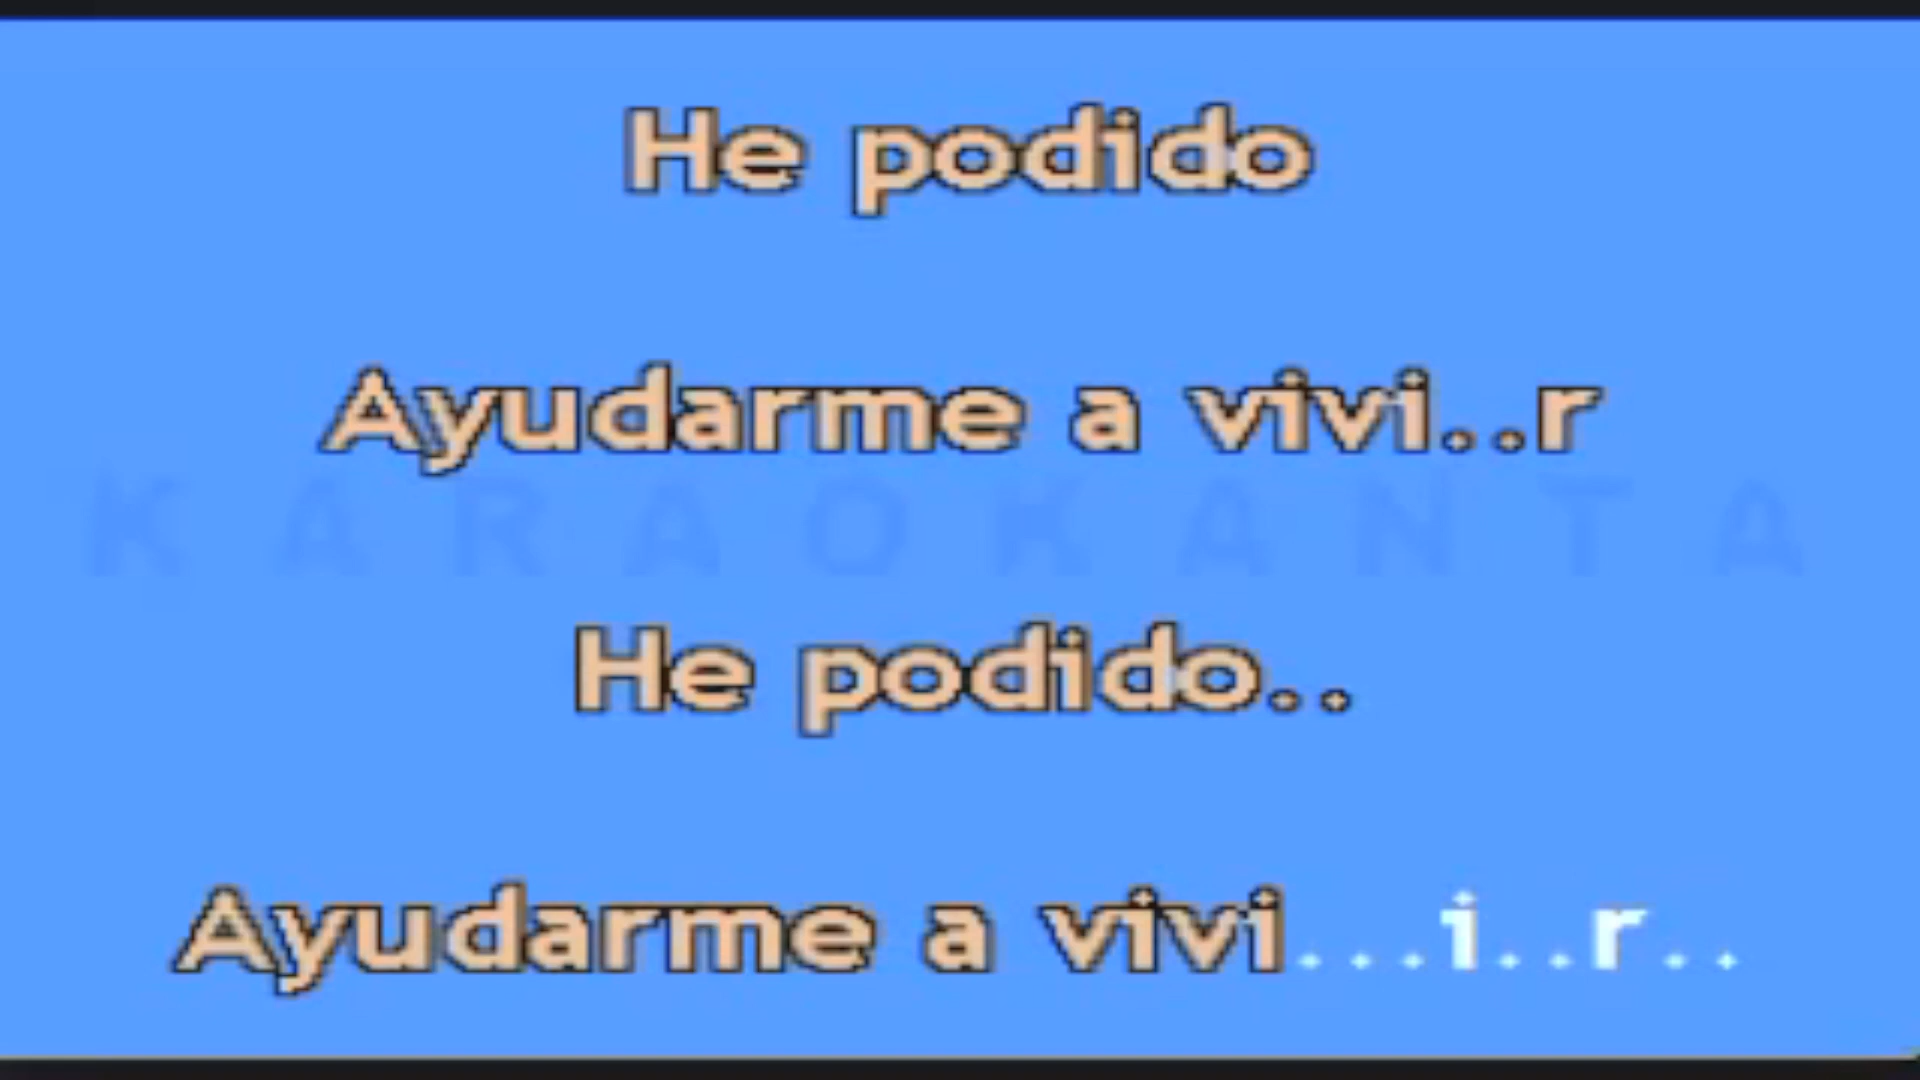 He podido
Ayudarme a vivi..r
KARAOKANTA
He podido..
Ayudarme a vivi...i..r..